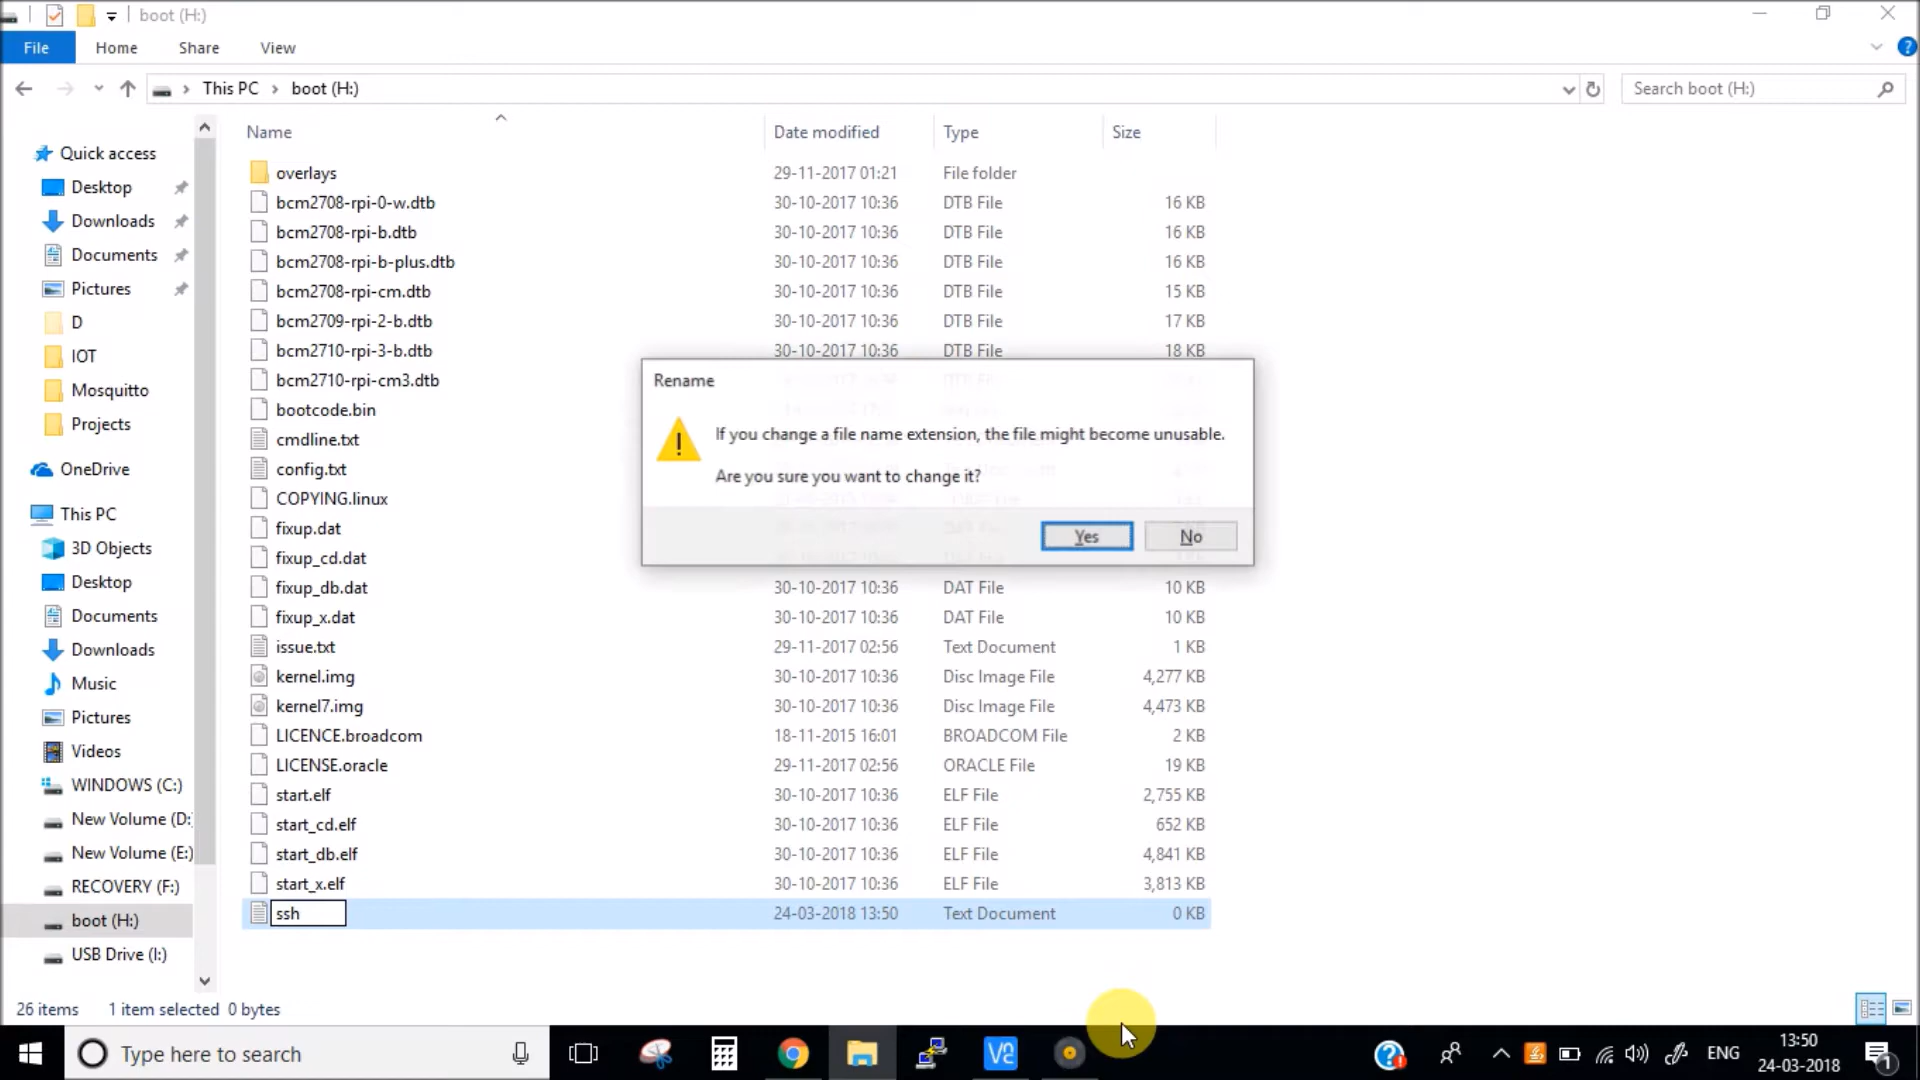 boot (H:)
File Home Share View
This PC > boot (H:)
Search boot (H:)
Name Date modified Type Size
Quick access
Desktop
Downloads
Documents
Pictures
D
IOT
Mosquitto
Projects
OneDrive
This PC
3D Objects
Desktop
Documents
Downloads
Music
Pictures
Videos
WINDOWS (C:)
New Volume (D:
New Volume (E:)
RECOVERY (F:)
boot (H:)
USB Drive (I:)
overlays 29-11-2017 01:21 File folder
bcm2708-rpi-0-w.dtb 30-10-2017 10:36 DTB File 16 KB
bcm2708-rpi-b.dtb 30-10-2017 10:36 DTB File 16 KB
bcm2708-rpi-b-plus.dtb 30-10-2017 10:36 DTB File 16 KB
bcm2708-rpi-cm.dtb 30-10-2017 10:36 DTB File 15 KB
bcm2709-rpi-2-b.dtb 30-10-2017 10:36 DTB File 17 KB
bcm2710-rpi-3-b.dtb 30-10-2017 10:36 DTB File 18 KB
bcm2710-rpi-cm3.dtb
bootcode.bin
cmdline.txt
config.txt
COPYING.linux
fixup.dat
fixup_cd.dat
fixup_db.dat 30-10-2017 10:36 DAT File 10 KB
fixup_x.dat 30-10-2017 10:36 DAT File 10 KB
issue.txt 29-11-2017 02:56 Text Document 1 KB
kernel.img 30-10-2017 10:36 Disc Image File 4,277 KB
kernel7.img 30-10-2017 10:36 Disc Image File 4,473 KB
LICENCE.broadcom 18-11-2015 16:01 BROADCOM File 2 KB
LICENSE.oracle 29-11-2017 02:56 ORACLE File 19 KB
start.elf 30-10-2017 10:36 ELF File 2,755 KB
start_cd.elf 30-10-2017 10:36 ELF File 652 KB
start_db.elf 30-10-2017 10:36 ELF File 4,841 KB
start_x.elf 30-10-2017 10:36 ELF File 3,813 KB
ssh 24-03-2018 13:50 Text Document 0 KB
Rename
If you change a file name extension, the file might become unusable.
Are you sure you want to change it?
Yes No
26 items 1 item selected 0 bytes
Type here to search
ENG
13:50
24-03-2018
1